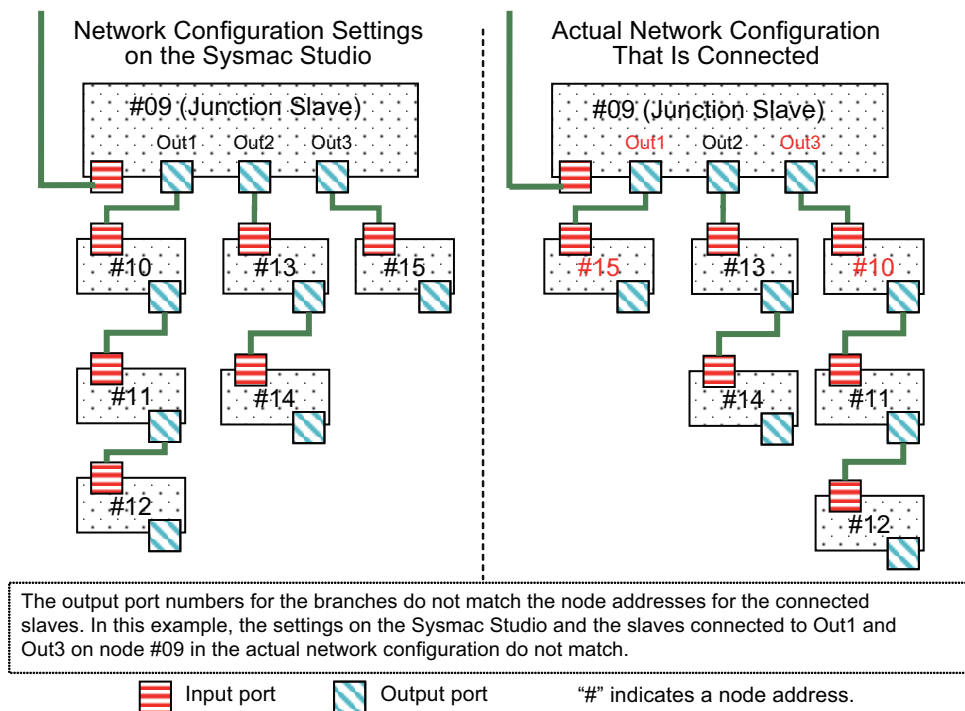 Network Configuration Settings
on the Sysmac Studio
#09 (Junction Slave)
Out1 Out2 Out3
#10 #13 #15
#11 #14
#12
Actual Network Configuration
That Is Connected
#09 (Junction Slave)
Out1 Out2 Out3
#15 #13 #10
#14 #11
#12
The output port numbers for the branches do not match the node addresses for the connected
slaves. In this example, the settings on the Sysmac Studio and the slaves connected to Out1 and
Out3 on node #09 in the actual network configuration do not match.
Input port Output port “#” indicates a node address.